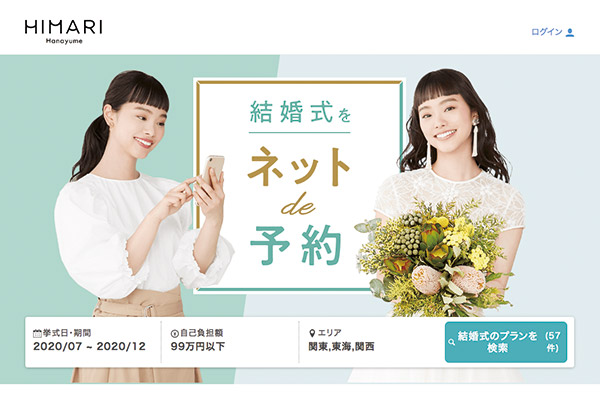 HIMARI
Hanayume
ログイン
結婚式を
ネット
de
予約
挙式日・期間
2020/07 ~ 2020/12
自己負担額
99万円以下
エリア
関東,東海,関西
結婚式のプランを
検索
(57
件)